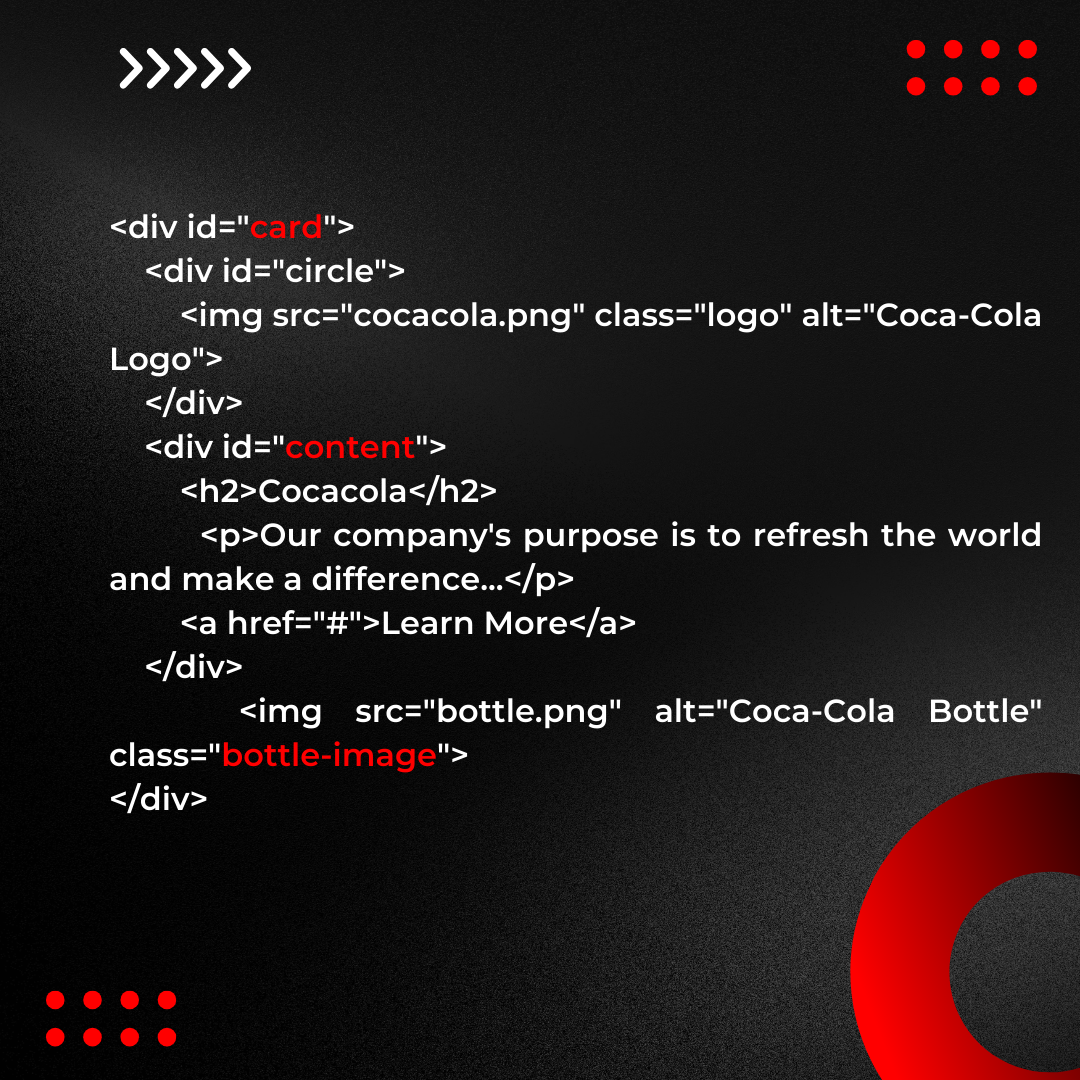 <div id="card">
<div id="circle">
<img src="cocacola.png" class="logo" alt="Coca-Cola
Logo">
</div>
<div id="content">
<h2>Cocacola</h2>
<p>Our company's purpose is to refresh the world
and make a difference...</p>
<a href="#">Learn More</a>
</div>
<img src="bottle.png" alt="Coca-Cola Bottle"
class="bottle-image">
</div>